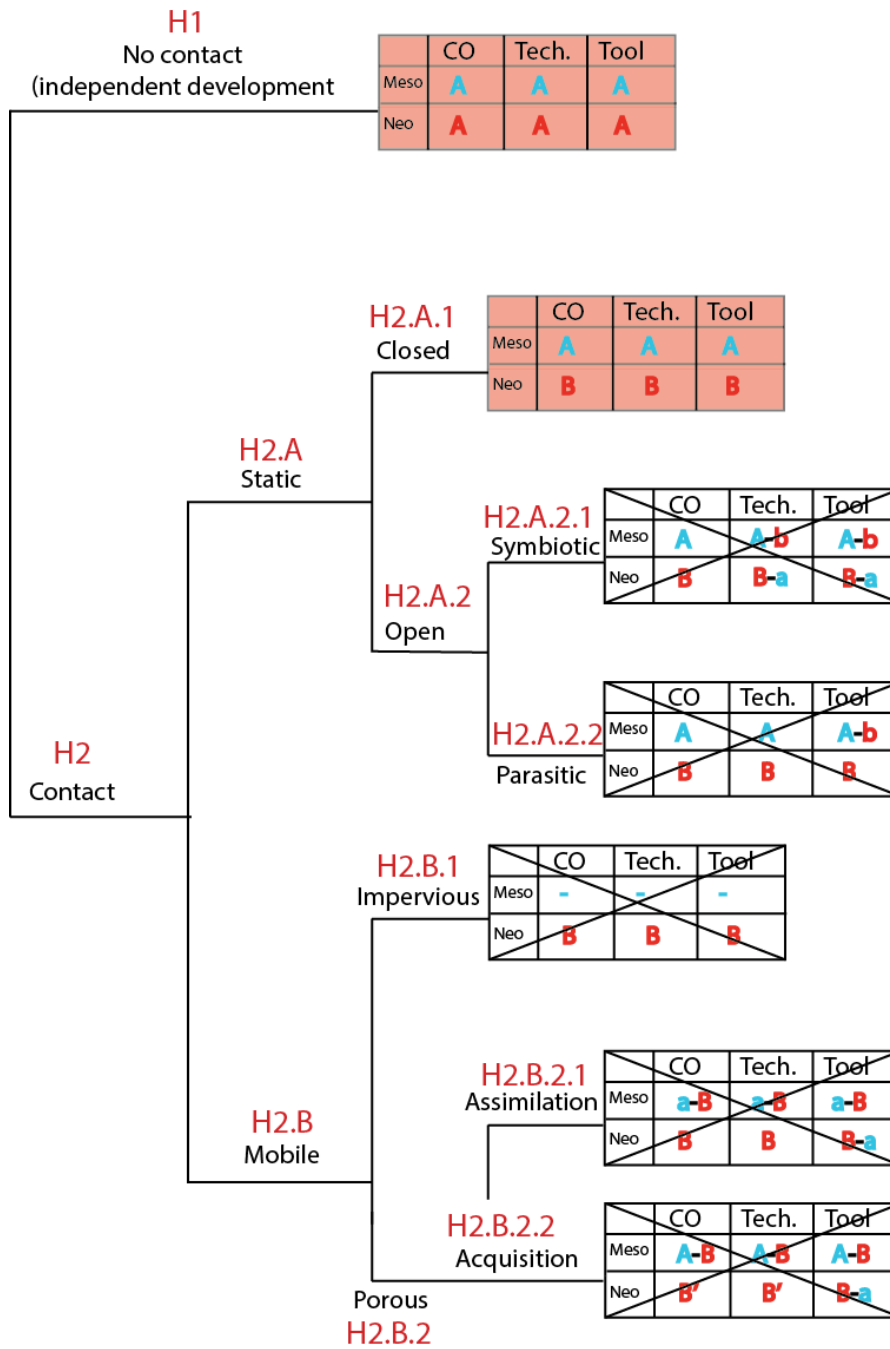 H1
No contact
(independent development
CO Tech. Tool
Meso A A A
Neo A A A
H2.A.1
Closed
CO Tech. Tool
Meso A A A
Neo B B B
H2.A
Static
H2.A.2.1
Symbiotic
CO Tech. Tool
Meso A A-b A-b
Neo B B-a B-a
H2.A.2
Open
H2.A.2.2
Parasitic
CO Tech. Tool
Meso A A A-b
Neo B B B
H2
Contact
H2.B.1
Impervious
CO Tech. Tool
Meso - - -
Neo B B B
H2.B.2.1
Assimilation
CO Tech. Tool
Meso a-B a-B a-B
Neo B B B-a
H2.B
Mobile
H2.B.2.2
Acquisition
CO Tech. Tool
Meso A-B A-B A-B
Neo B' B' B-a
Porous
H2.B.2